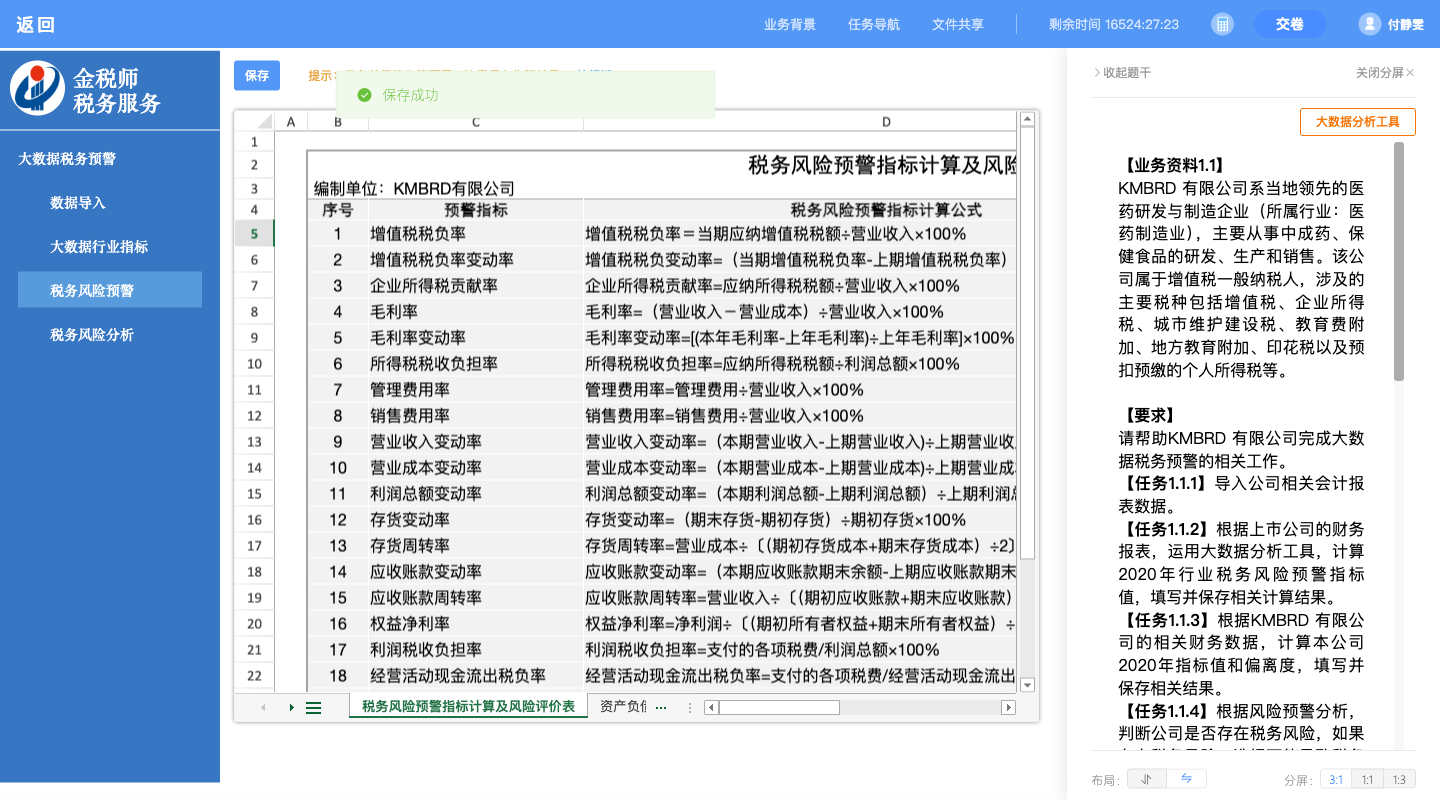 返回
业务背景 任务导航 文件共享 剩余时间 16524:27:23 交卷 付静雯
金税师
税务服务
大数据税务预警
数据导入
大数据行业指标
税务风险预警
税务风险分析
保存 提示:
保存成功
A B C D
1
2 税务风险预警指标计算及风险
3 编制单位：KMBRD有限公司
4 序号 预警指标 税务风险预警指标计算公式
5 1 增值税税负率 增值税税负率＝当期应纳增值税税额÷营业收入×100%
6 2 增值税税负率变动率 增值税税负变动率=（当期增值税税负率-上期增值税税负率）
7 3 企业所得税贡献率 企业所得税贡献率=应纳所得税税额÷营业收入×100%
8 4 毛利率 毛利率=（营业收入－营业成本）÷营业收入×100%
9 5 毛利率变动率 毛利率变动率=[(本年毛利率-上年毛利率)÷上年毛利率]×100%
10 6 所得税税收负担率 所得税税收负担率=应纳所得税税额÷利润总额×100%
11 7 管理费用率 管理费用率=管理费用÷营业收入×100%
12 8 销售费用率 销售费用率=销售费用÷营业收入×100%
13 9 营业收入变动率 营业收入变动率=（本期营业收入-上期营业收入)÷上期营业收
14 10 营业成本变动率 营业成本变动率=（本期营业成本-上期营业成本)÷上期营业成
15 11 利润总额变动率 利润总额变动率=（本期利润总额-上期利润总额）÷上期利润
16 12 存货变动率 存货变动率=（期末存货-期初存货）÷期初存货×100%
17 13 存货周转率 存货周转率=营业成本÷〔（期初存货成本+期末存货成本）÷2〕
18 14 应收账款变动率 应收账款变动率=（本期应收账款期末余额-上期应收账款期末
19 15 应收账款周转率 应收账款周转率=营业收入÷〔（期初应收账款+期末应收账款）
20 16 权益净利率 权益净利率=净利润÷〔（期初所有者权益+期末所有者权益）÷
21 17 利润税收负担率 利润税收负担率=支付的各项税费/利润总额×100%
22 18 经营活动现金流出税负率 经营活动现金流出税负率=支付的各项税费/经营活动现金流出
税务风险预警指标计算及风险评价表 资产负 ...
收起题干 关闭分屏×
大数据分析工具
【业务资料1.1】
KMBRD 有限公司系当地领先的医
药研发与制造企业（所属行业：医
药制造业），主要从事中成药、保
健食品的研发、生产和销售。该公
司属于增值税一般纳税人，涉及的
主要税种包括增值税、企业所得
税、城市维护建设税、教育费附
加、地方教育附加、印花税以及预
扣预缴的个人所得税等。
【要求】
请帮助KMBRD 有限公司完成大数
据税务预警的相关工作。
【任务1.1.1】导入公司相关会计报
表数据。
【任务1.1.2】根据上市公司的财务
报表，运用大数据分析工具，计算
2020年行业税务风险预警指标
值，填写并保存相关计算结果。
【任务1.1.3】根据KMBRD 有限公
司的相关财务数据，计算本公司
2020年指标值和偏离度，填写并
保存相关结果。
【任务1.1.4】根据风险预警分析，
判断公司是否存在税务风险，如果
布局: 分屏: 3:1 1:1 1:3